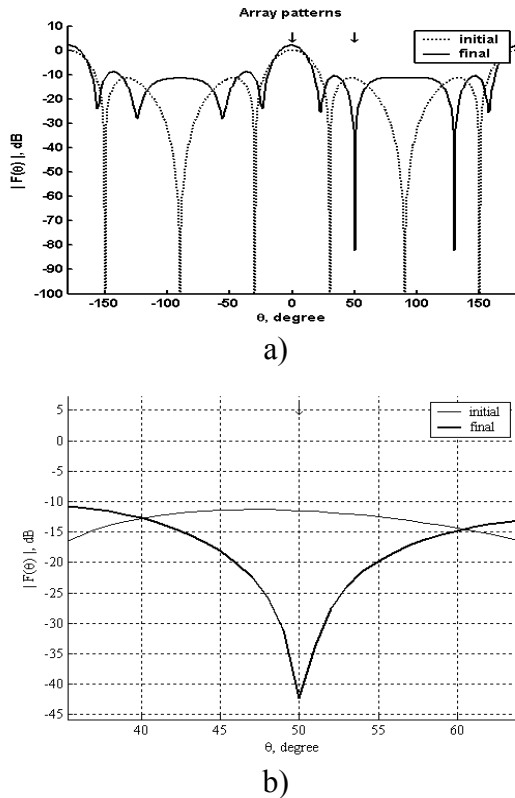 Array patterns
initial
final
10
0
-10
-20
-30
-40
-50
-60
-70
-80
-90
-100
|F(θ)|, dB
-150 -100 -50 0 50 100 150
θ, degree
a)
initial
final
5
0
-5
-10
-15
-20
-25
-30
-35
-40
-45
|F(θ)|, dB
40 45 50 55 60
θ, degree
b)